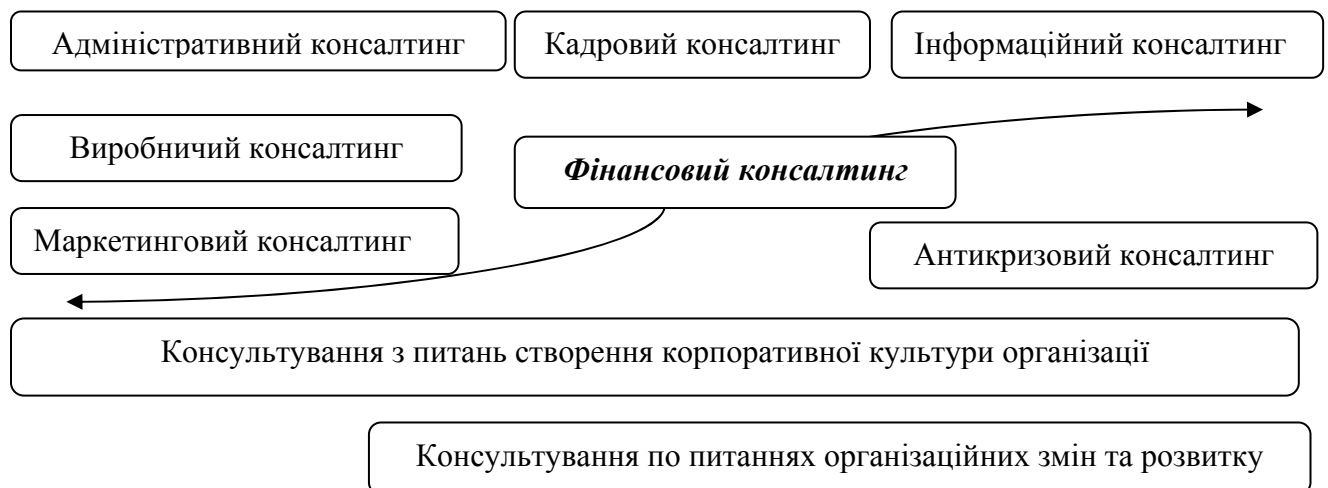 Адміністративний консалтинг
Кадровий консалтинг
Інформаційний консалтинг
Виробничий консалтинг
Фінансовий консалтинг
Маркетинговий консалтинг
Антикризовий консалтинг
Консультування з питань створення корпоративної культури організації
Консультування по питаннях організаційних змін та розвитку